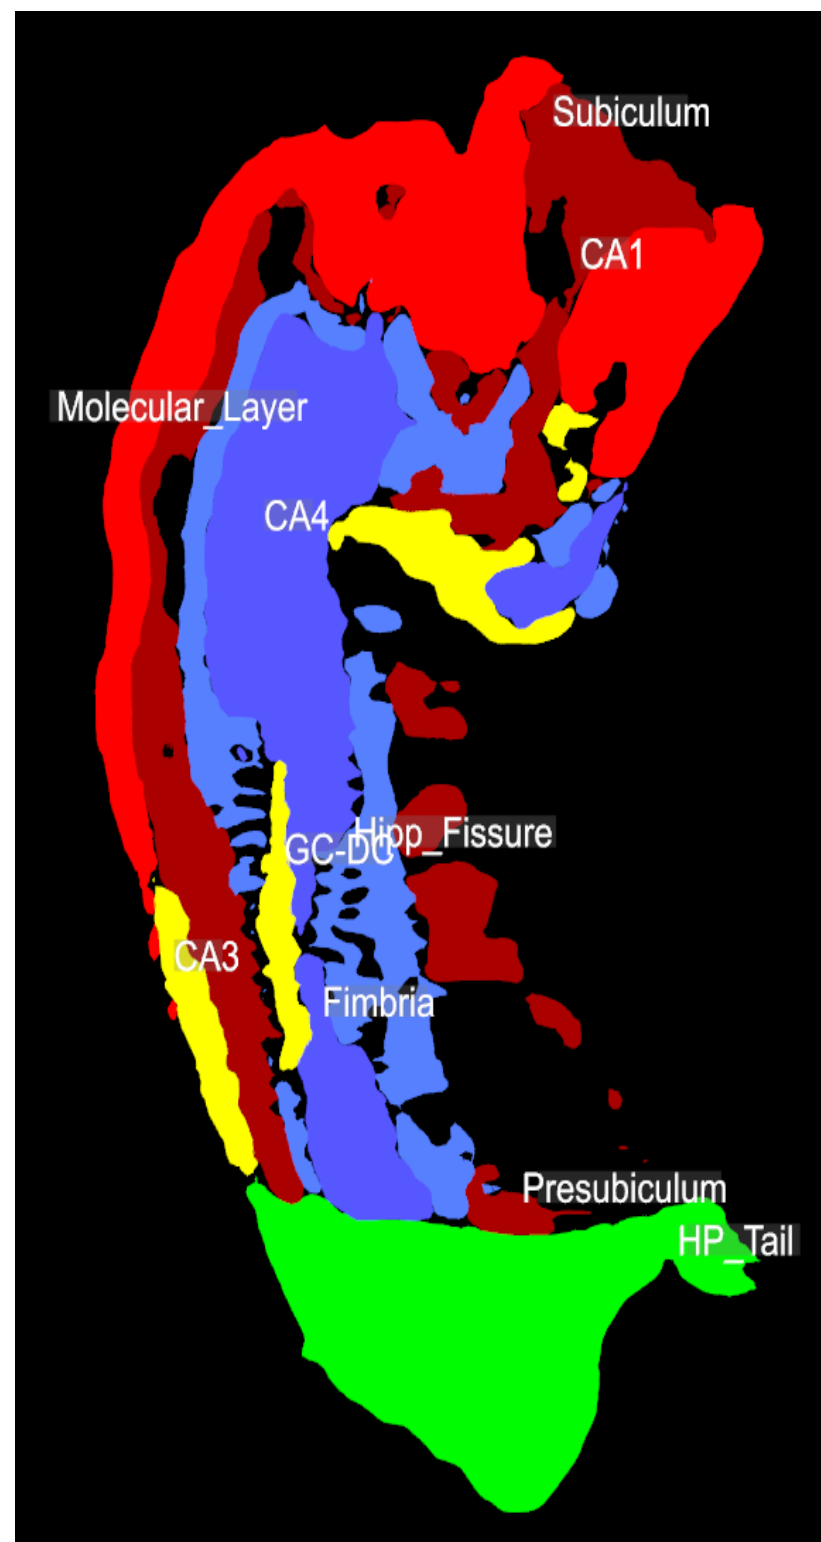 Subiculum
CA1
Molecular_Layer
CA4
Hipp_Fissure
GC-DG
CA3
Fimbria
Presubiculum
HP_Tail